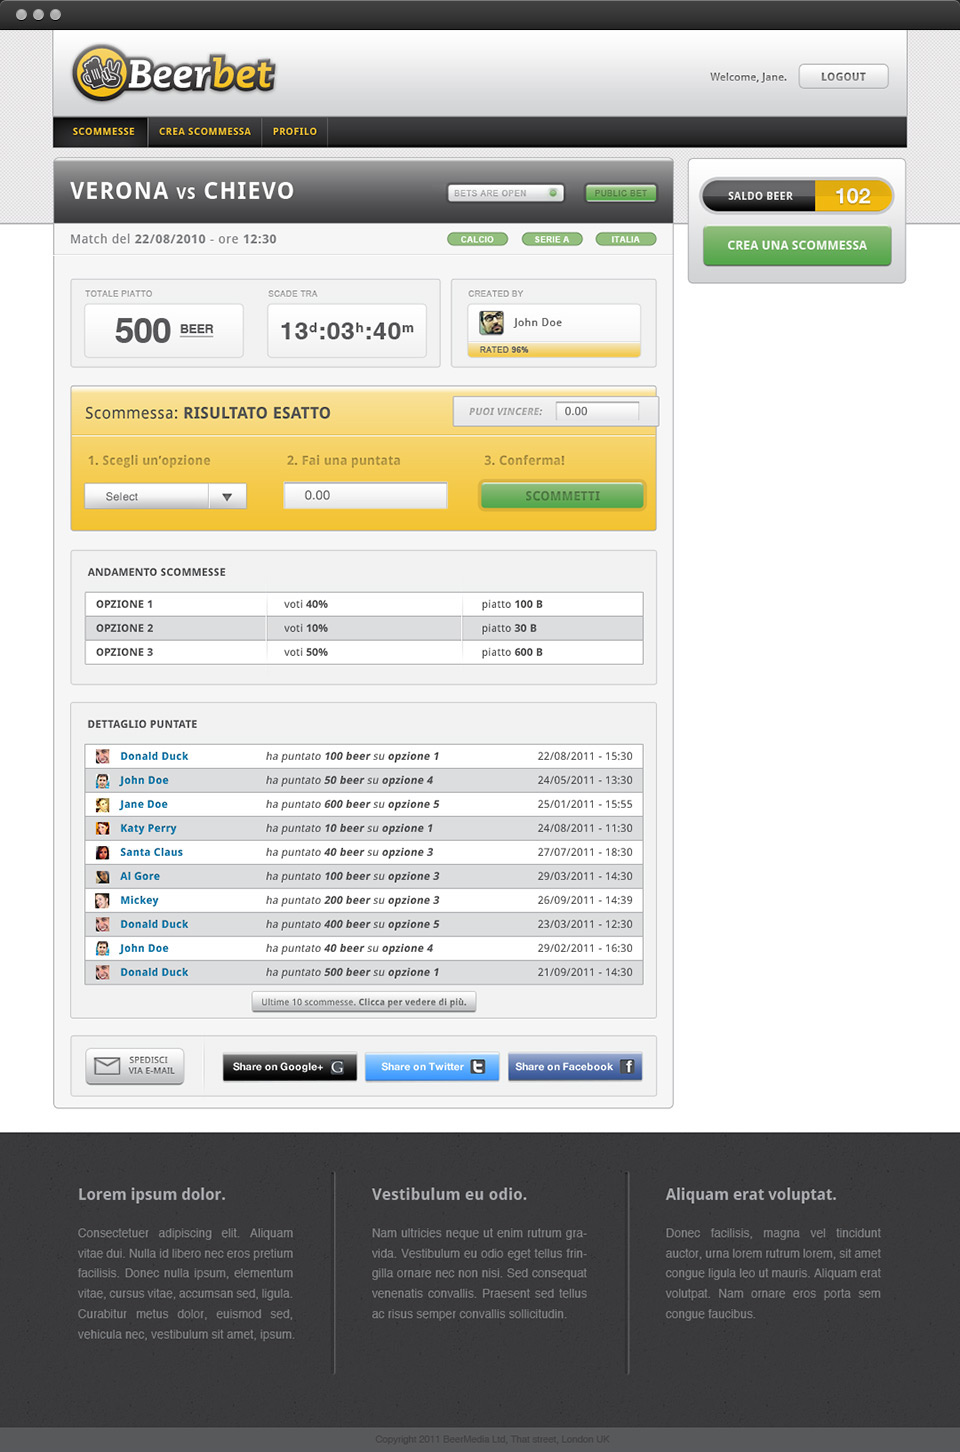 Beerbet
Welcome, Jane.
LOGOUT
SCOMMESSE
CREA SCOMMESSA
PROFILO
VERONA vs CHIEVO
BETS ARE OPEN
PUBLIC BET
Match del 22/08/2010 - ore 12:30
CALCIO
SERIE A
ITALIA
SALDO BEER
102
CREA UNA SCOMMESSA
TOTALE PIATTO
500 BEER
SCADE TRA
13d:03h:40m
CREATED BY
John Doe
RATED 96%
Scommessa: RISULTATO ESATTO
PUOI VINCERE:
0.00
1. Scegli un'opzione
2. Fai una puntata
3. Conferma!
Select
0.00
SCOMMETTI
ANDAMENTO SCOMMESSE
OPZIONE 1 voti 40% piatto 100 B
OPZIONE 2 voti 10% piatto 30 B
OPZIONE 3 voti 50% piatto 600 B
DETTAGLIO PUNTATE
Donald Duck ha puntato 100 beer su opzione 1 22/08/2011 - 15:30
John Doe ha puntato 50 beer su opzione 4 24/05/2011 - 13:30
Jane Doe ha puntato 600 beer su opzione 5 25/01/2011 - 15:55
Katy Perry ha puntato 10 beer su opzione 1 24/08/2011 - 11:30
Santa Claus ha puntato 40 beer su opzione 3 27/07/2011 - 18:30
Al Gore ha puntato 100 beer su opzione 3 29/03/2011 - 14:30
Mickey ha puntato 200 beer su opzione 3 26/09/2011 - 14:39
Donald Duck ha puntato 400 beer su opzione 5 23/03/2011 - 12:30
John Doe ha puntato 40 beer su opzione 4 29/02/2011 - 16:30
Donald Duck ha puntato 500 beer su opzione 1 21/09/2011 - 14:30
Ultime 10 scommesse. Clicca per vedere di più.
SPEDISCI
VIA E-MAIL
Share on Google+ G
Share on Twitter t
Share on Facebook f
Lorem ipsum dolor.
Consectetuer adipiscing elit. Aliquam
vitae dui. Nulla id libero nec eros pretium
facilisis. Donec nulla ipsum, elementum
vitae, cursus vitae, accumsan sed, ligula.
Curabitur metus dolor, euismod sed,
vehicula nec, vestibulum sit amet, ipsum.
Vestibulum eu odio.
Nam ultricies neque ut enim rutrum gra-
vida. Vestibulum eu odio eget tellus frin-
gilla ornare nec non nisi. Sed consequat
venenatis convallis. Praesent sed tellus
ac risus semper convallis sollicitudin.
Aliquam erat voluptat.
Donec facilisis, magna vel tincidunt
auctor, urna lorem rutrum lorem, sit amet
congue ligula leo ut mauris. Aliquam erat
volutpat. Nam ornare eros porta sem
congue faucibus.
Copyright 2011 BeerMedia Ltd, That street, London UK